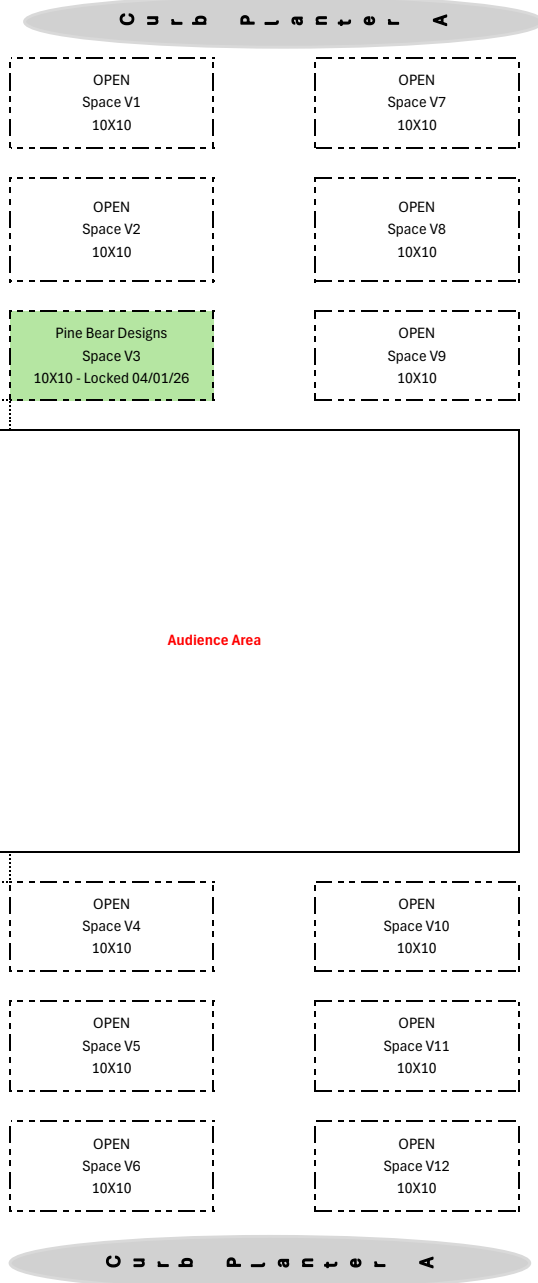 Curb Planter A
OPEN
Space V1
10X10
OPEN
Space V7
10X10
OPEN
Space V2
10X10
OPEN
Space V8
10X10
Pine Bear Designs
Space V3
10X10 - Locked 04/01/26
OPEN
Space V9
10X10
Audience Area
OPEN
Space V4
10X10
OPEN
Space V10
10X10
OPEN
Space V5
10X10
OPEN
Space V11
10X10
OPEN
Space V6
10X10
OPEN
Space V12
10X10
Curb Planter A